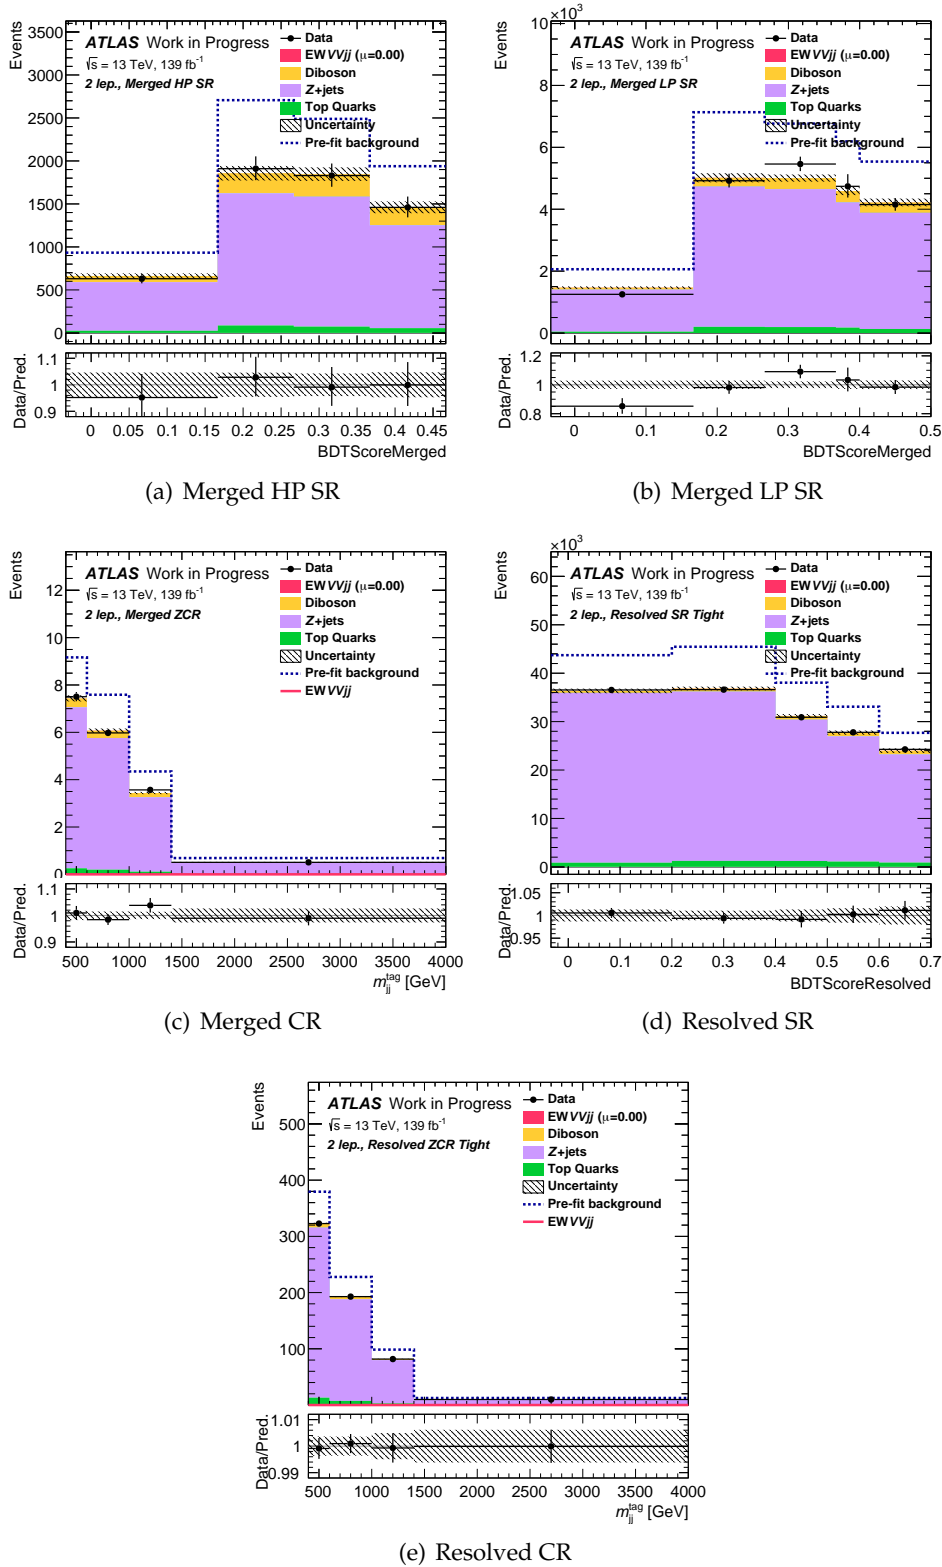 Events
3500
3000
2500
2000
1500
1000
500
0
ATLAS Work in Progress
√s = 13 TeV, 139 fb⁻¹
2 lep., Merged HP SR
Data
EW VVjj (μ=0.00)
Diboson
Z+jets
Top Quarks
Uncertainty
Pre-fit background
Data/Pred.
1.1
1
0.9
0 0.05 0.1 0.15 0.2 0.25 0.3 0.35 0.4 0.45
BDTScoreMerged
(a) Merged HP SR
×10³
Events
10
8
6
4
2
0
ATLAS Work in Progress
√s = 13 TeV, 139 fb⁻¹
2 lep., Merged LP SR
Data
EW VVjj (μ=0.00)
Diboson
Z+jets
Top Quarks
Uncertainty
Pre-fit background
Data/Pred.
1.2
1
0.8
0 0.1 0.2 0.3 0.4 0.5
BDTScoreMerged
(b) Merged LP SR
Events
12
10
8
6
4
2
0
ATLAS Work in Progress
√s = 13 TeV, 139 fb⁻¹
2 lep., Merged ZCR
Data
EW VVjj (μ=0.00)
Diboson
Z+jets
Top Quarks
Uncertainty
Pre-fit background
EW VVjj
Data/Pred.
1.1
1
0.9
500 1000 1500 2000 2500 3000 3500 4000
m_jj^tag [GeV]
(c) Merged CR
×10³
Events
60
50
40
30
20
10
0
ATLAS Work in Progress
√s = 13 TeV, 139 fb⁻¹
2 lep., Resolved SR Tight
Data
EW VVjj (μ=0.00)
Diboson
Z+jets
Top Quarks
Uncertainty
Pre-fit background
Data/Pred.
1.05
1
0.95
0 0.1 0.2 0.3 0.4 0.5 0.6 0.7
BDTScoreResolved
(d) Resolved SR
Events
500
400
300
200
100
ATLAS Work in Progress
√s = 13 TeV, 139 fb⁻¹
2 lep., Resolved ZCR Tight
Data
EW VVjj (μ=0.00)
Diboson
Z+jets
Top Quarks
Uncertainty
Pre-fit background
EW VVjj
Data/Pred.
1.01
1
0.99
500 1000 1500 2000 2500 3000 3500 4000
m_jj^tag [GeV]
(e) Resolved CR